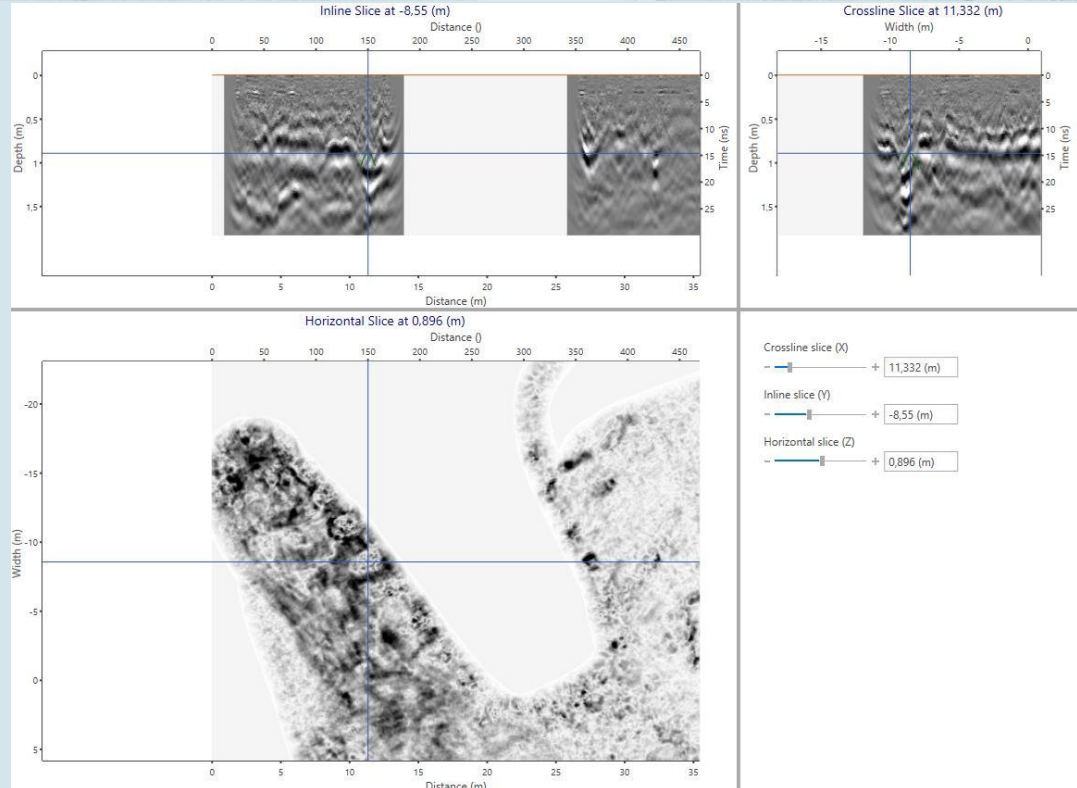 Inline Slice at -8,55 (m)
Distance ()
0 50 100 150 200 250 300 350 400 450
Depth (m)
0
0,5
1
1,5
0
5
10
15
20
25
Time (ns)
0 5 10 15 20 25 30 35
Distance (m)
Crossline Slice at 11,332 (m)
Width (m)
-15 -10 -5 0
Depth (m)
0
0,5
1
1,5
0
5
10
15
20
25
Time (ns)
Horizontal Slice at 0,896 (m)
Distance ()
0 50 100 150 200 250 300 350 400 450
Width (m)
-20
-15
-10
-5
0
5
0 5 10 15 20 25 30 35
Distance (m)
Crossline slice (X)
- + 11,332 (m)
Inline slice (Y)
- + -8,55 (m)
Horizontal slice (Z)
- + 0,896 (m)